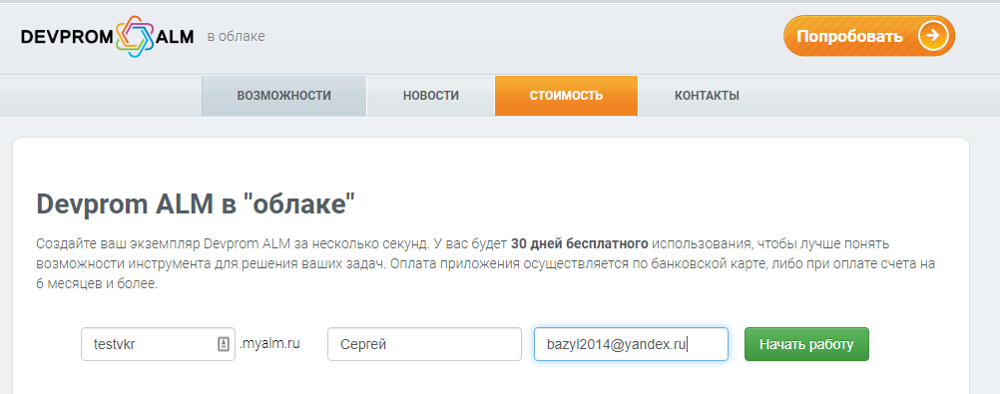 DEVPROM ALM в облаке Попробовать
ВОЗМОЖНОСТИ НОВОСТИ СТОИМОСТЬ КОНТАКТЫ
Devprom ALM в "облаке"
Создайте ваш экземпляр Devprom ALM за несколько секунд. У вас будет 30 дней бесплатного использования, чтобы лучше понять
возможности инструмента для решения ваших задач. Оплата приложения осуществляется по банковской карте, либо при оплате счета на
6 месяцев и более.
testvkr .myalm.ru Сергей bazyl2014@yandex.ru Начать работу